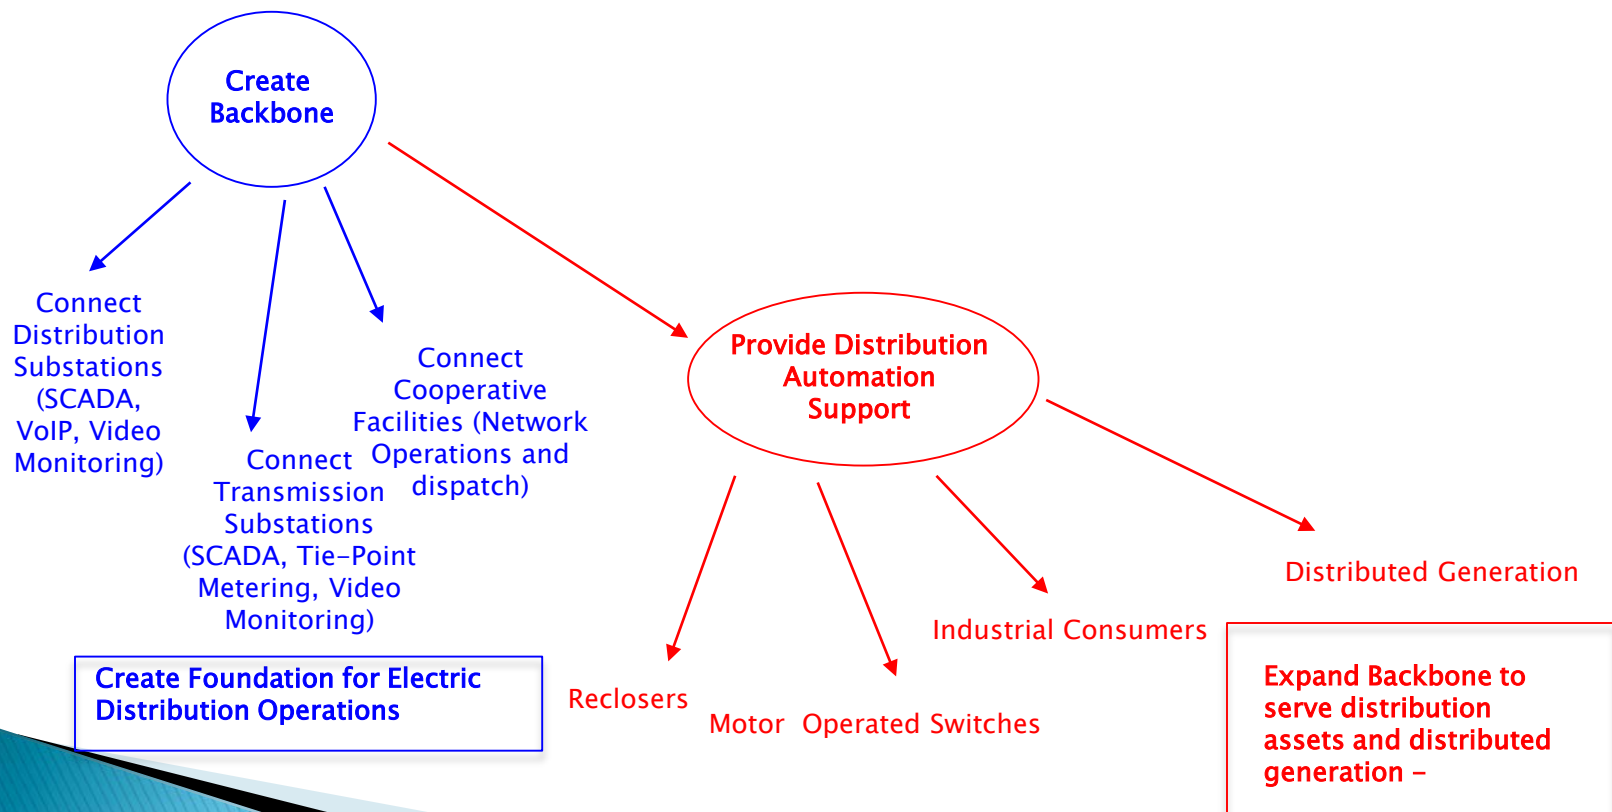 Create
Backbone
Connect
Distribution
Substations
(SCADA,
VoIP, Video
Monitoring)
Connect
Transmission
Substations
(SCADA, Tie-Point
Metering, Video
Monitoring)
Connect
Cooperative
Facilities (Network
Operations and
dispatch)
Create Foundation for Electric
Distribution Operations
Provide Distribution
Automation
Support
Reclosers
Motor  Operated Switches
Industrial Consumers
Distributed Generation
Expand Backbone to
serve distribution
assets and distributed
generation –